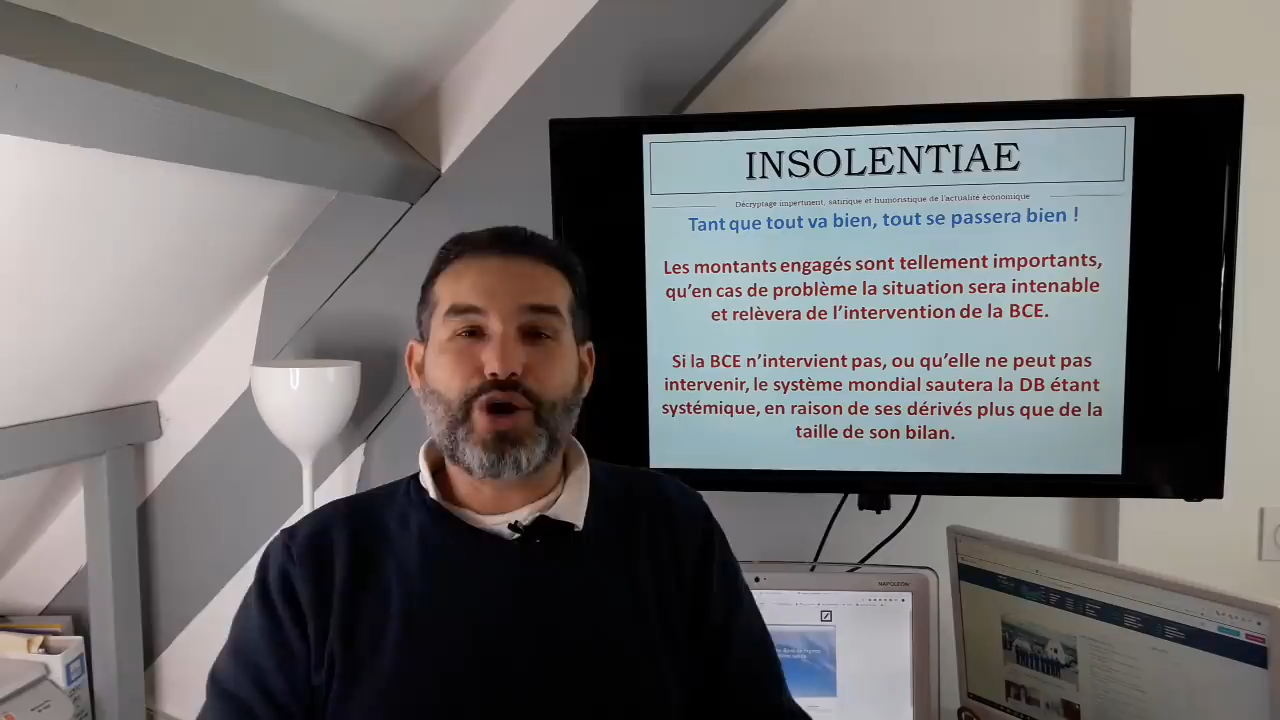 INSOLENTIAE
Décryptage impertinent, satirique et humoristique de l'actualité économique
Tant que tout va bien, tout se passera bien !
Les montants engagés sont tellement importants,
qu'en cas de problème la situation sera intenable
et relèvera de l'intervention de la BCE.
Si la BCE n'intervient pas, ou qu'elle ne peut pas
intervenir, le système mondial sautera la DB étant
systémique, en raison de ses dérivés plus que de la
taille de son bilan.
NAPOLEON